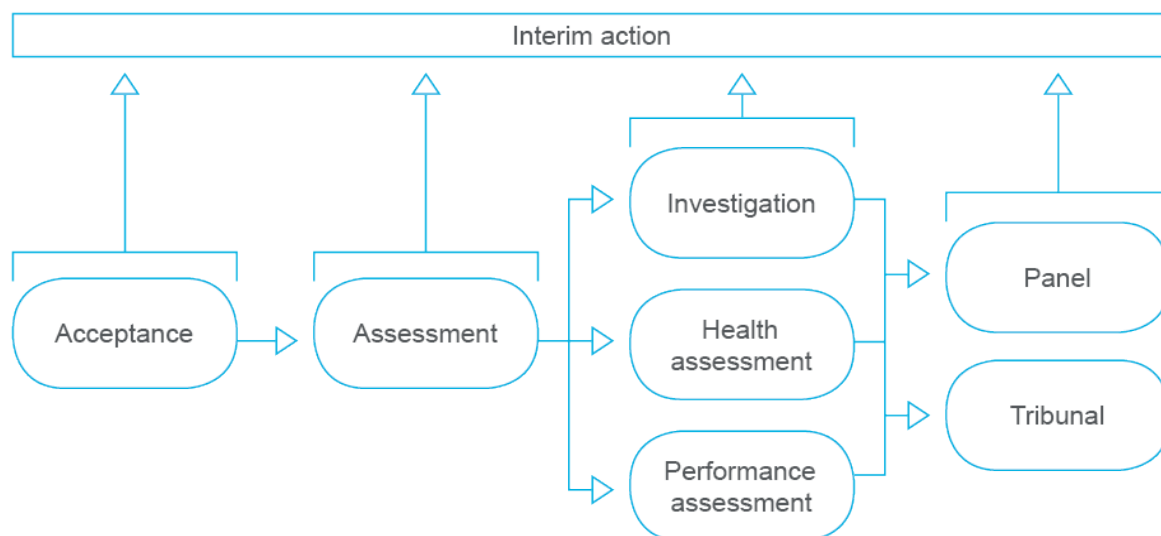 Interim action
Acceptance
Assessment
Investigation
Health
assessment
Performance
assessment
Panel
Tribunal